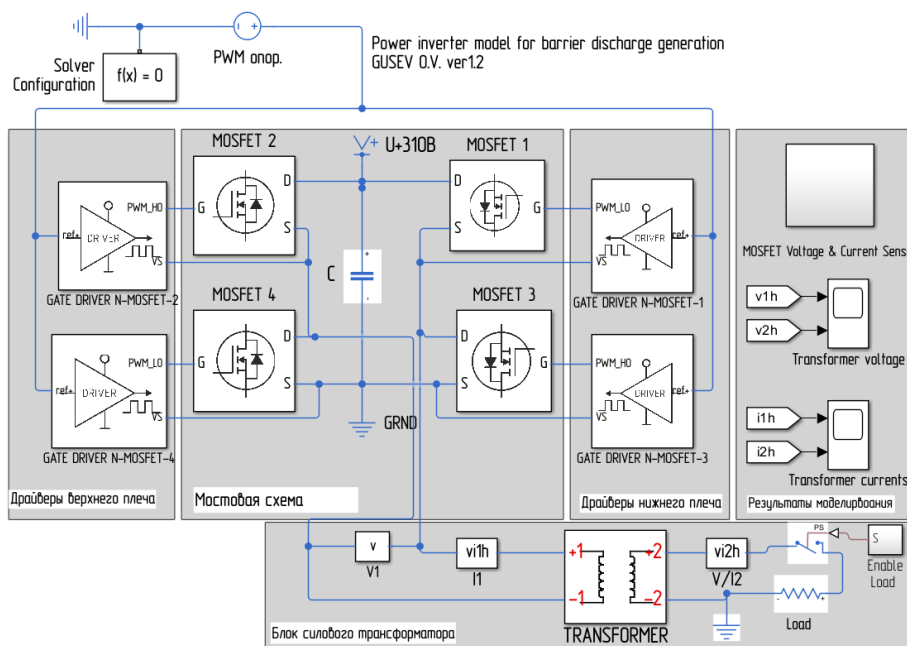 PWM опор.
Solver
Configuration
f(x) = 0
Power inverter model for barrier discharge generation
GUSEV O.V. ver1.2
MOSFET 2
V+
U+310В
MOSFET 1
PWM_HO
G
D
S
D
S
G
PWM_LO
ref+
DRIVER
VS
GATE DRIVER N-MOSFET-2
DRIVER
ref+
VS
GATE DRIVER N-MOSFET-1
C
+
-
MOSFET Voltage & Current Sens
MOSFET 4
MOSFET 3
v1h
v2h
Transformer voltage
PWM_LO
G
D
S
D
S
G
PWM_HO
ref+
DRIVER
VS
GATE DRIVER N-MOSFET-4
DRIVER
ref+
VS
GATE DRIVER N-MOSFET-3
GRND
i1h
i2h
Transformer currents
Драйверы верхнего плеча
Мостовая схема
Драйверы нижнего плеча
Результаты моделирвоания
v
V1
vi1h
I1
+1
-1
+2
-2
TRANSFORMER
vi2h
V/I2
PS
S
Enable
Load
-
+
Load
Блок силового трансформатора